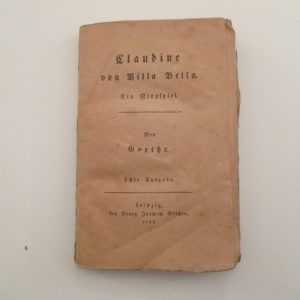 Claudine
von Villa Bella.
Ein Singspiel.
Von
Goethe.
Ächte Ausgabe.
Leipzig,
bey Georg Joachim Göschen,